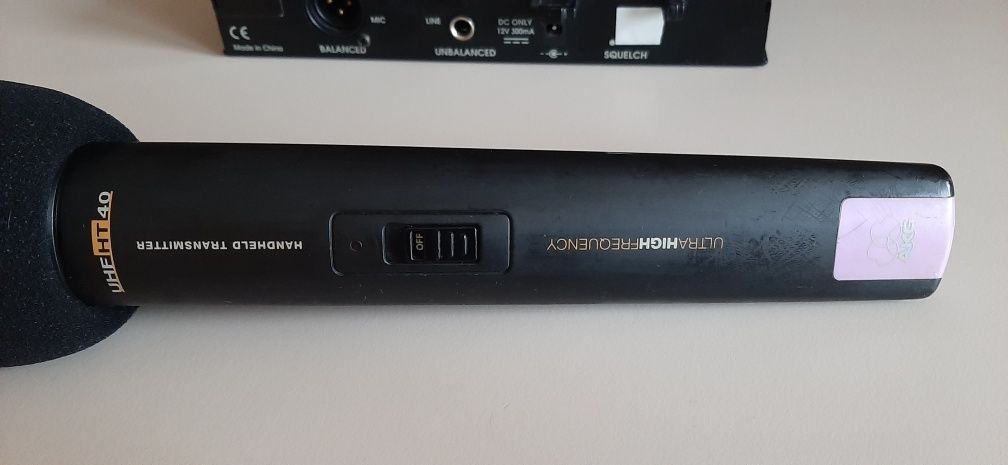 CE
Made in China
MIC
BALANCED
LINE
UNBALANCED
DC ONLY
12V 300mA
SQUELCH
UHF HT 40
HANDHELD TRANSMITTER
OFF
ULTRAHIGHFREQUENCY
AKG